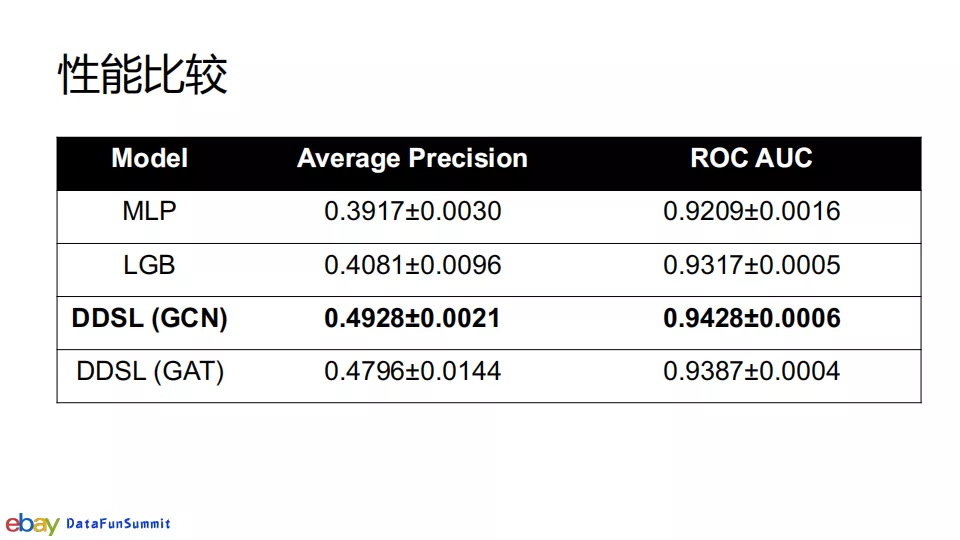 性能比较
Model Average Precision ROC AUC
MLP 0.3917±0.0030 0.9209±0.0016
LGB 0.4081±0.0096 0.9317±0.0005
DDSL (GCN) 0.4928±0.0021 0.9428±0.0006
DDSL (GAT) 0.4796±0.0144 0.9387±0.0004
ebay DataFunSummit